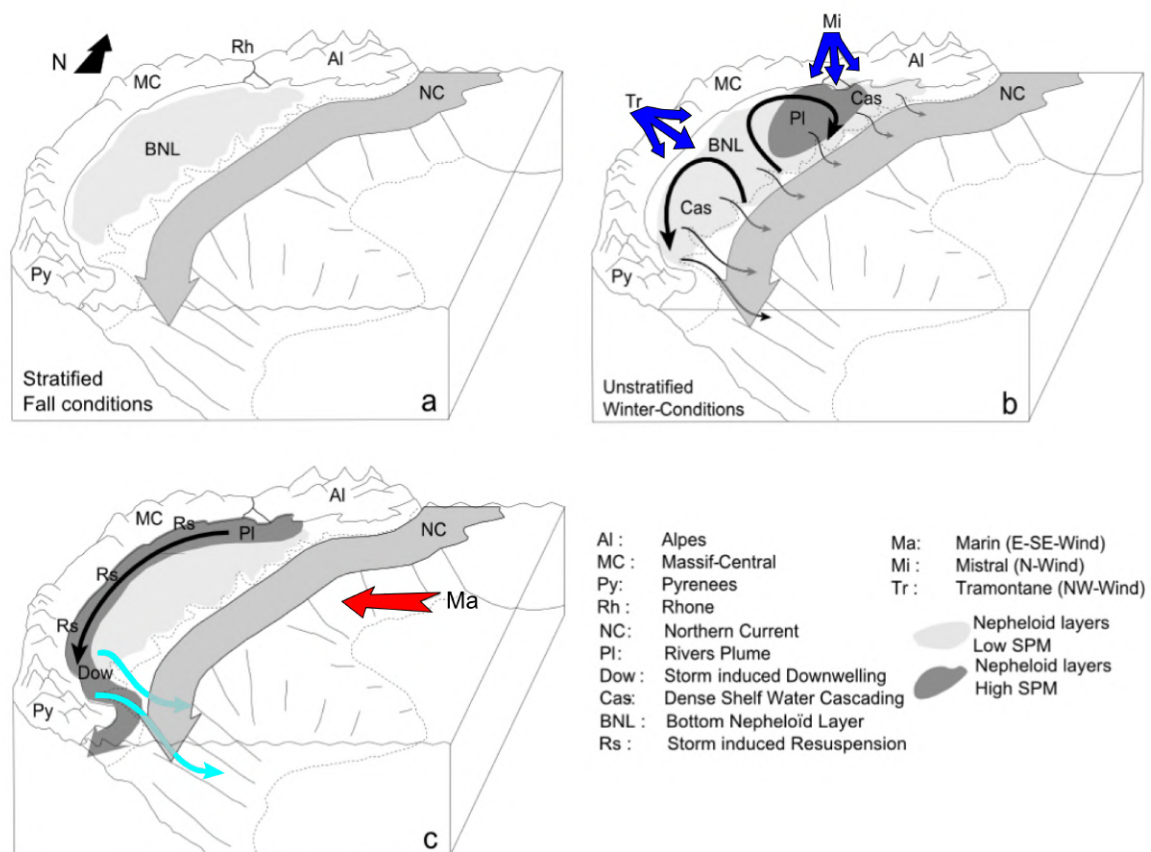 N
Rh
Al
MC
NC
BNL
Py
Stratified
Fall conditions
a
Mi
Tr
MC
Al
Cas
NC
Pl
BNL
Cas
Py
Unstratified
Winter-Conditions
b
Al
MC
Rs
Pl
NC
Rs
Ma
Rs
Dow
Py
c
Al : Alpes
MC : Massif-Central
Py: Pyrenees
Rh : Rhone
NC: Northern Current
Pl: Rivers Plume
Dow : Storm induced Downwelling
Cas: Dense Shelf Water Cascading
BNL : Bottom Nepheloïd Layer
Rs : Storm induced Resuspension
Ma: Marin (E-SE-Wind)
Mi : Mistral (N-Wind)
Tr : Tramontane (NW-Wind)
Nepheloid layers
Low SPM
Nepheloid layers
High SPM